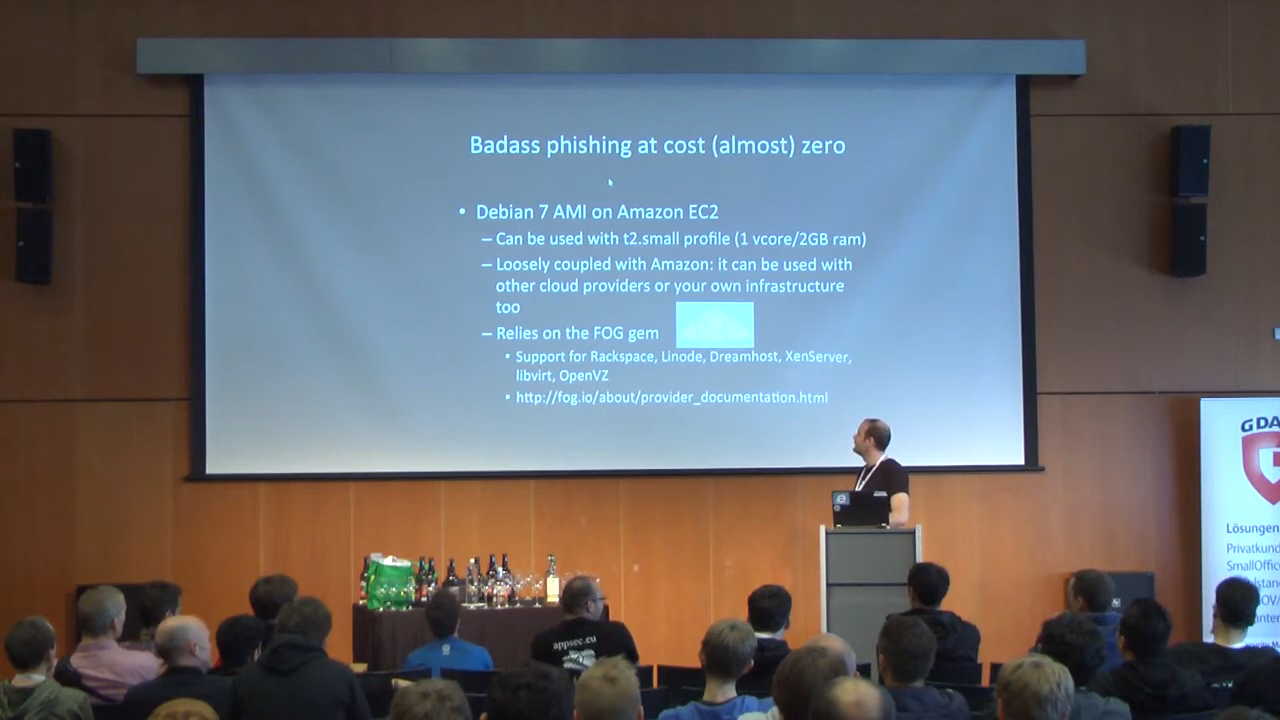 Badass phishing at cost (almost) zero
• Debian 7 AMI on Amazon EC2
– Can be used with t2.small profile (1 vcore/2GB ram)
– Loosely coupled with Amazon: it can be used with
other cloud providers or your own infrastructure
too
– Relies on the FOG gem
• Support for Rackspace, Linode, Dreamhost, XenServer,
libvirt, OpenVZ
• http://fog.io/about/provider_documentation.html
G DA
Lösungen
Privatkund
SmallOffic
appsec.eu